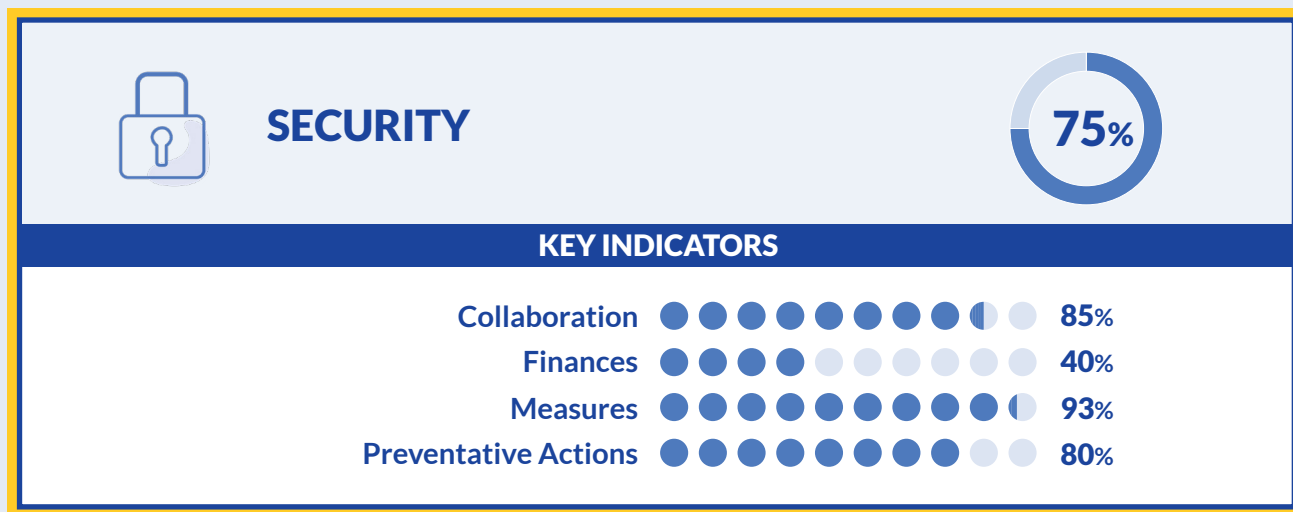 SECURITY
75%
KEY INDICATORS
Collaboration 85%
Finances 40%
Measures 93%
Preventative Actions 80%